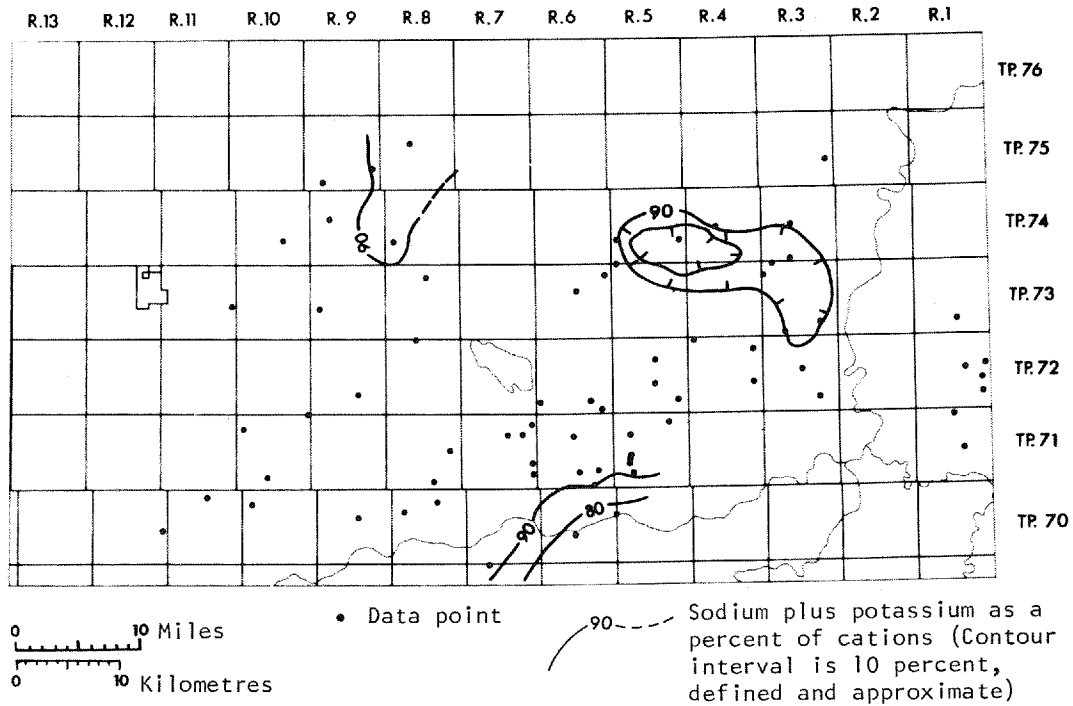 R.13 R.12 R.11 R.10 R.9 R.8 R.7 R.6 R.5 R.4 R.3 R.2 R.1
TP. 76
TP. 75
TP. 74
TP. 73
TP. 72
TP. 71
TP. 70
90
90
90
80
0 10 Miles
0 10 Kilometres
Data point
90
Sodium plus potassium as a
percent of cations (Contour
interval is 10 percent,
defined and approximate)